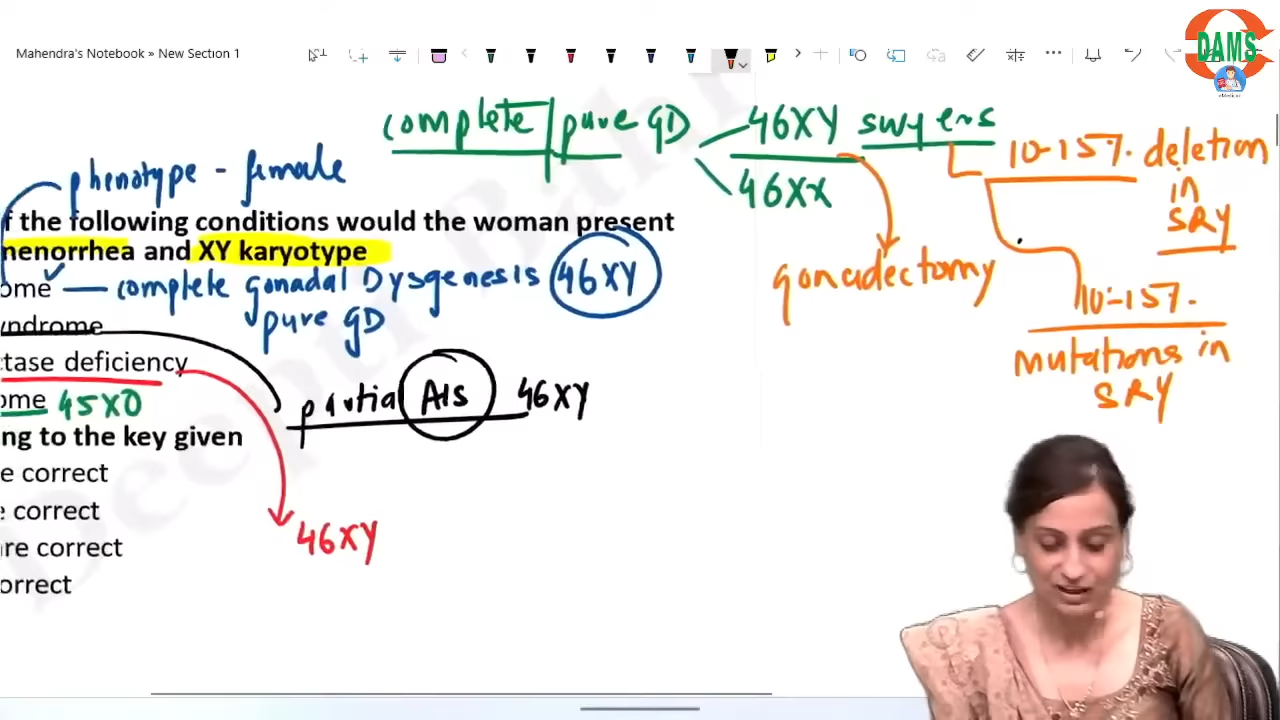 Mahendra's Notebook » New Section 1
DAMS
complete/pure GD
46XY swyers
46XX
10-15%. deletion
in
SRY
phenotype - female
f the following conditions would the woman present
nenorrhea and XY karyotype
ome — complete gonadal Dysgenesis 46XY
pure GD
gonadectomy
10-15%.
mutations in
SRY
yndrome
ctase deficiency
partial AIS 46XY
ome 45XO
ng to the key given
e correct
e correct
are correct
orrect
46XY